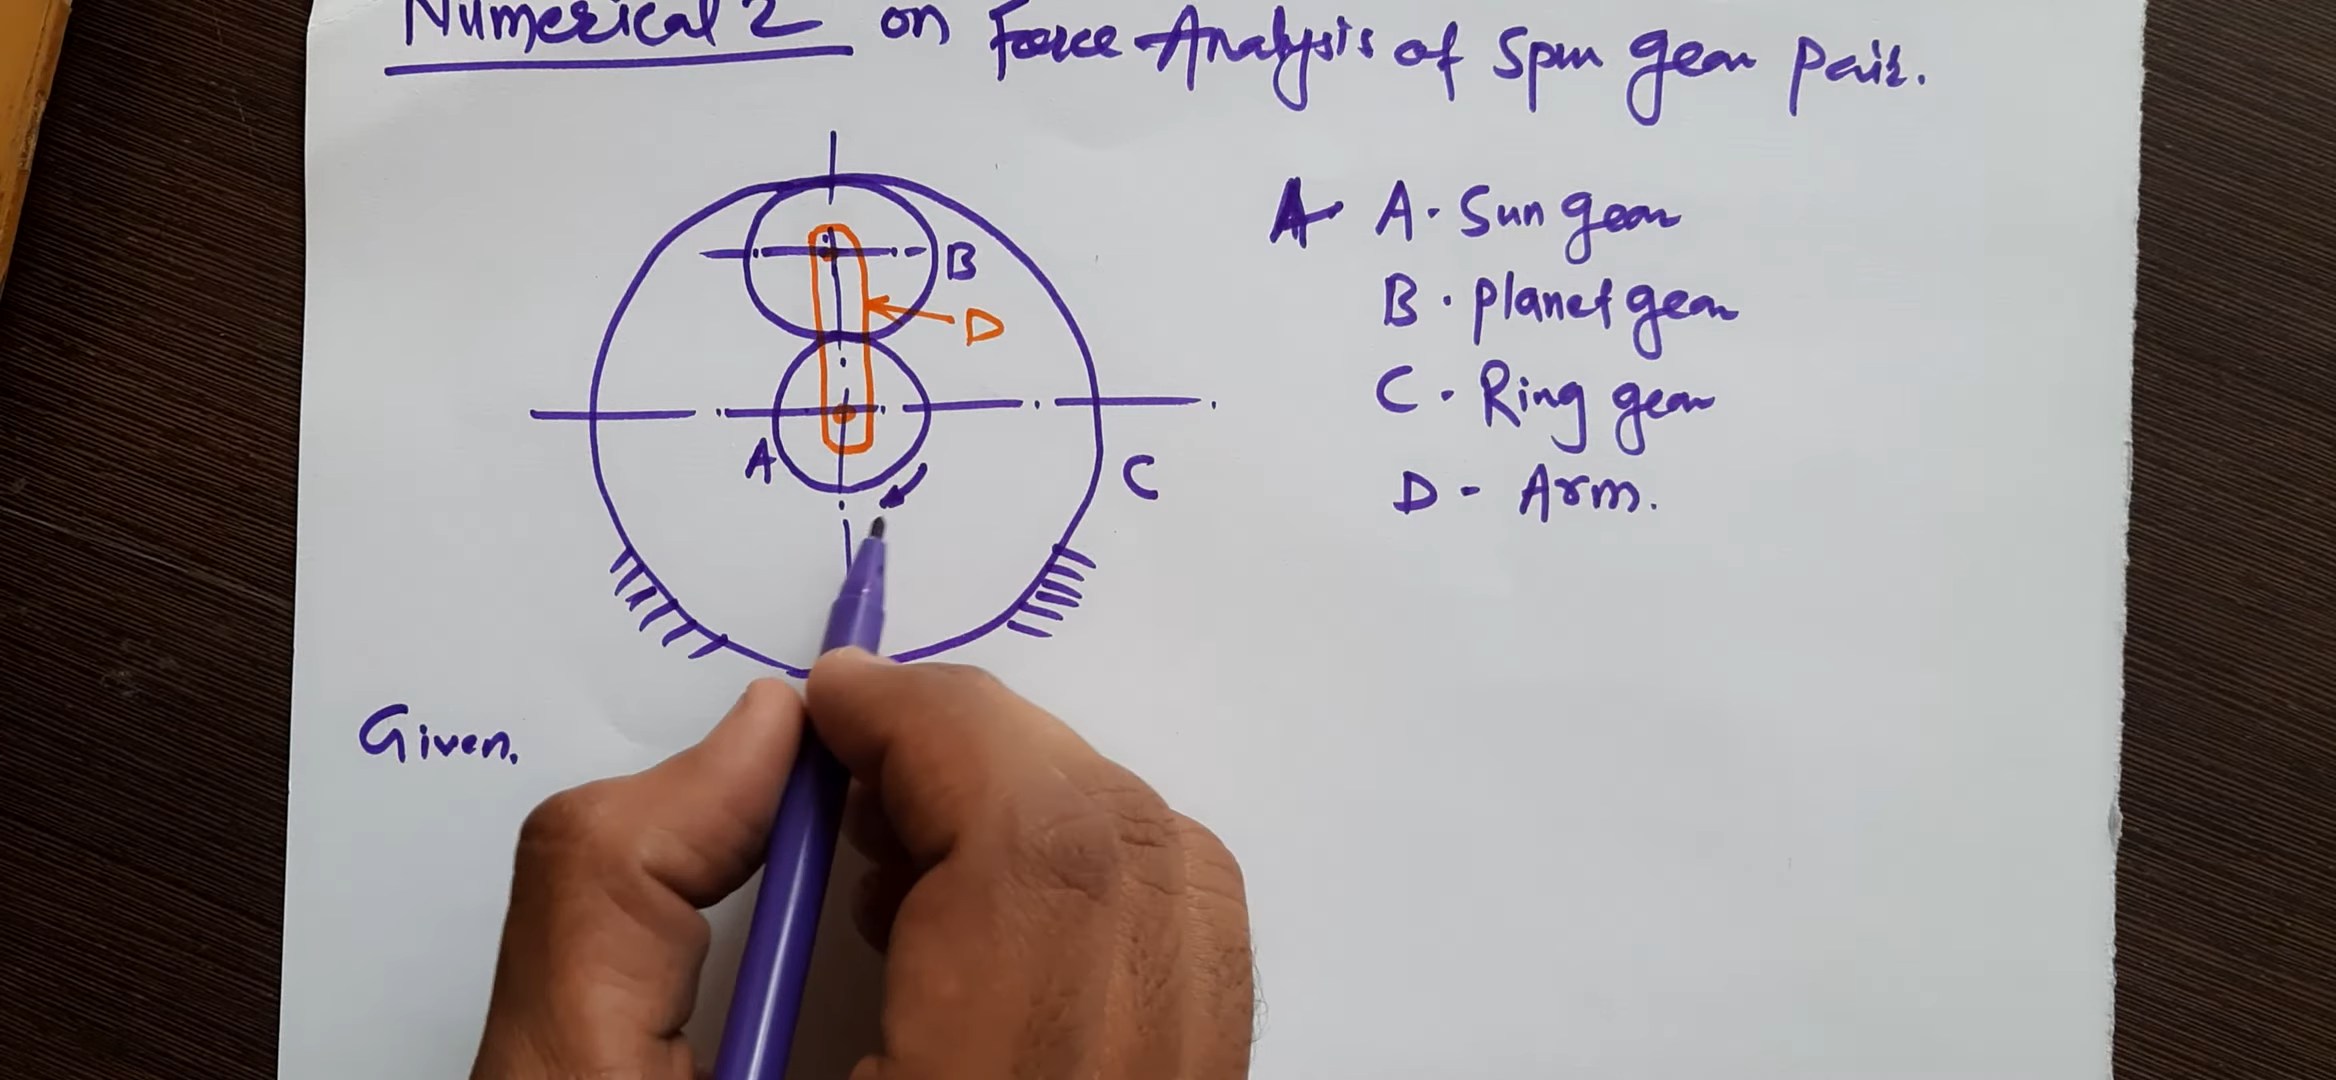 Numerical 2 on Force Analysis of Spur gear pair.
A A. Sun gear
B. planet gear
C. Ring gear
D - Arm.
B
D
A
C
Given.